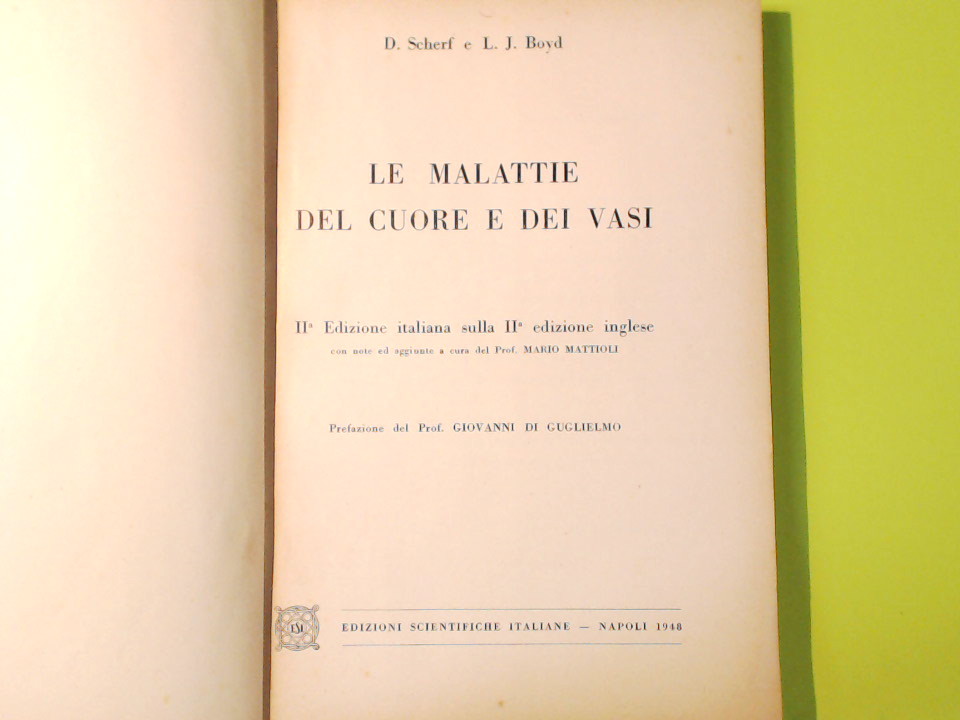 D. Scherf e L. J. Boyd
LE MALATTIE
DEL CUORE E DEI VASI
IIª Edizione italiana sulla IIª edizione inglese
con note ed aggiunte a cura del Prof. MARIO MATTIOLI
Prefazione del Prof. GIOVANNI DI GUGLIELMO
ESI
EDIZIONI SCIENTIFICHE ITALIANE — NAPOLI 1948